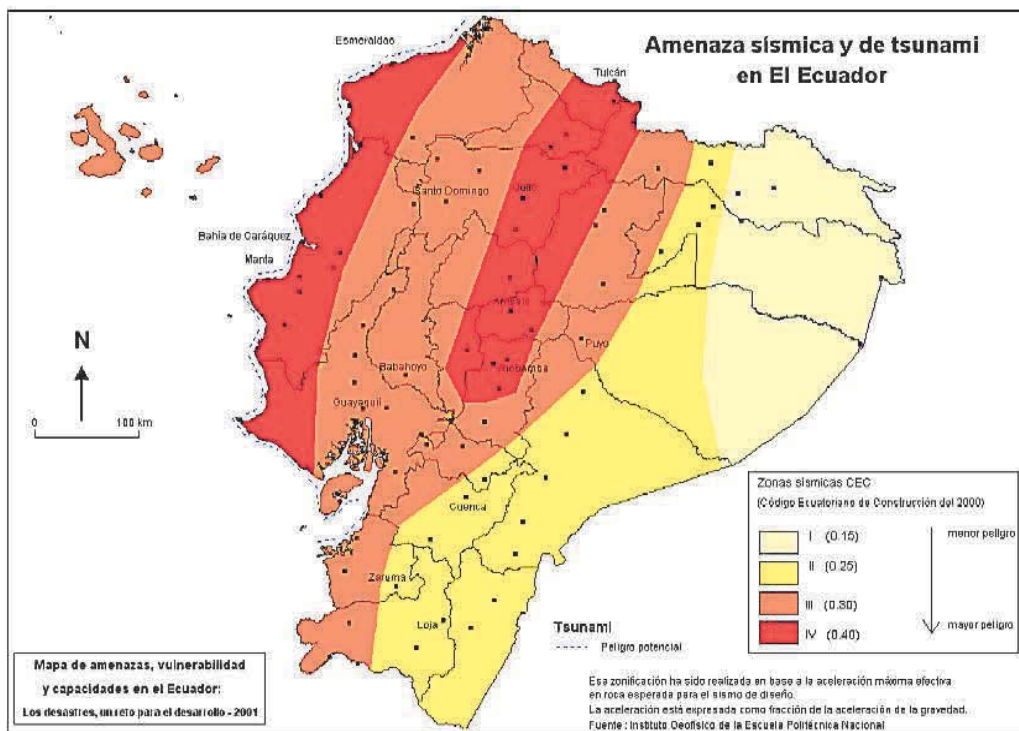 Amenaza sísmica y de tsunami
en El Ecuador
Esmeraldas
Tulcán
Santo Domingo
Quito
Bahía de Caráquez
Manta
Ambato
Puyo
Babahoyo
Riobamba
Guayaquil
N
0 100 km
Cuenca
Zaruma
Loja
Zonas sísmicas CEC
(Código Ecuatoriano de Construcción del 2000)
I (0.15) menor peligro
II (0.25)
III (0.30)
IV (0.40) mayor peligro
Tsunami
Peligro potencial
Mapa de amenazas, vulnerabilidad
y capacidades en el Ecuador:
Los desastres, un reto para el desarrollo - 2001
Esa zonificación ha sido realizada en base a la aceleración máxima efectiva
en roca esperada para el sismo de diseño.
La aceleración está expresada como fracción de la aceleración de la gravedad.
Fuente : Instituto Geofísico de la Escuela Politécnica Nacional